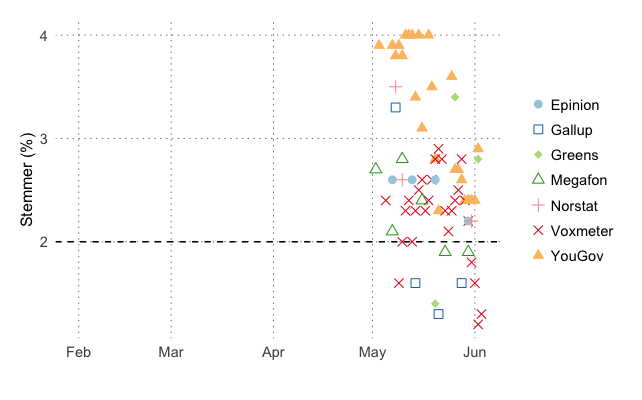 4
3
2
Stemmer (%)
Feb Mar Apr May Jun
Epinion
Gallup
Greens
Megafon
Norstat
Voxmeter
YouGov